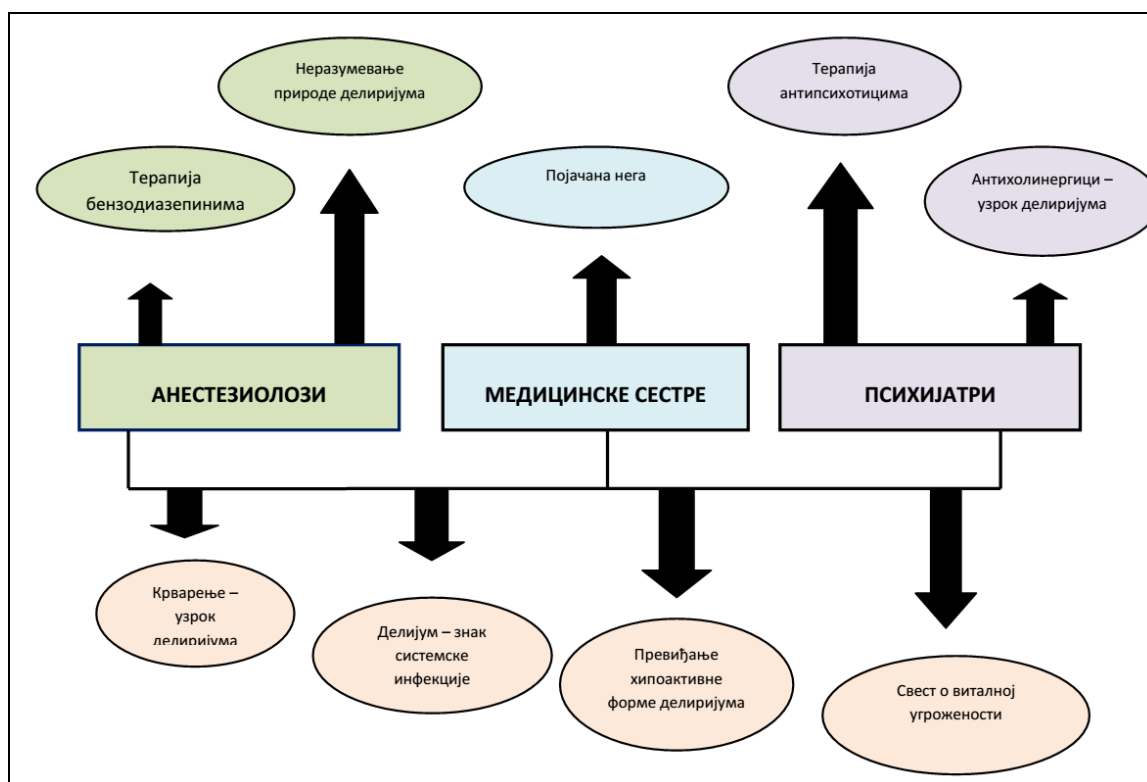 Неразумевање
природе делиријума
Терапија
антипсихотицима
Терапија
бензодиазепинима
Појачана нега
Антихолинергици –
узрок делиријума
АНЕСТЕЗИОЛОЗИ
МЕДИЦИНСКЕ СЕСТРЕ
ПСИХИЈАТРИ
Крварење –
узрок
делиријума
Делијум – знак
системске
инфекције
Превиђање
хипоактивне
форме делиријума
Свест о виталној
угрожености